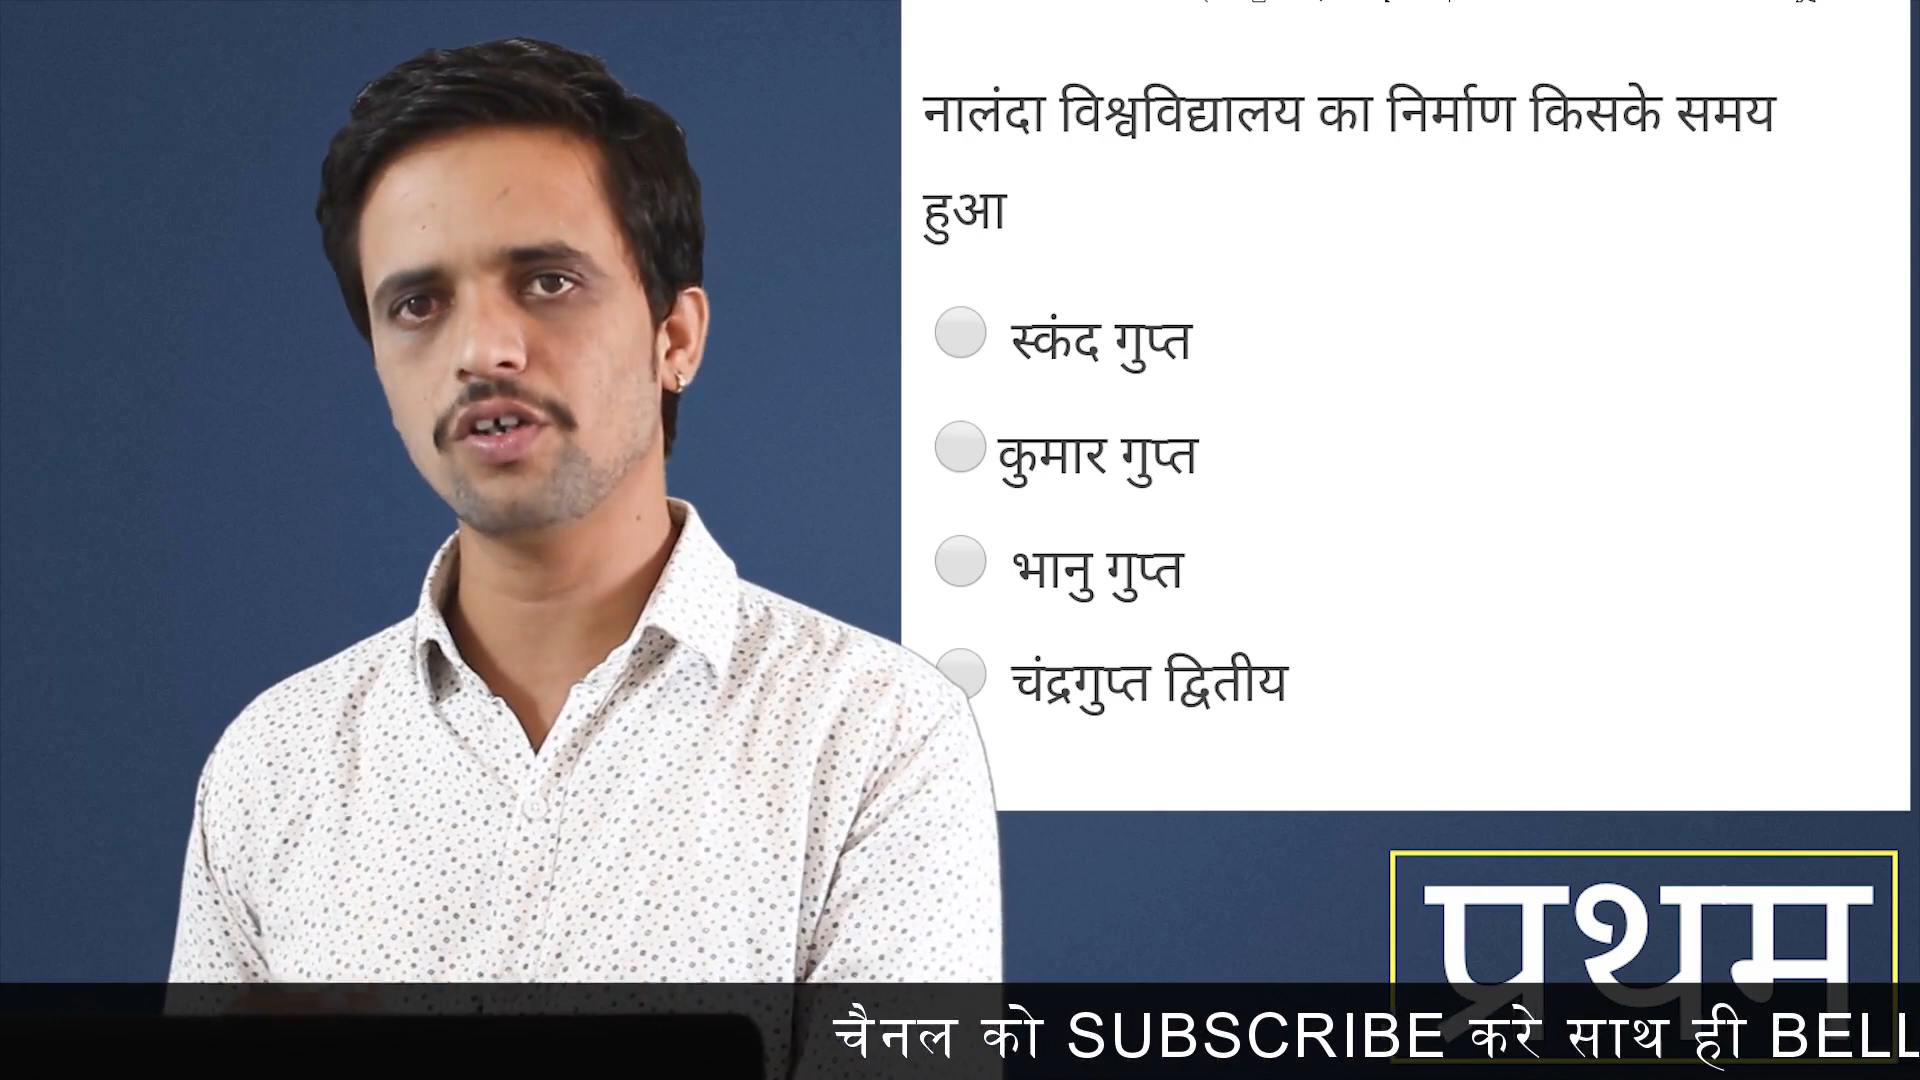 नालंदा विश्वविद्यालय का निर्माण किसके समय
हुआ
स्कंद गुप्त
कुमार गुप्त
भानु गुप्त
चंद्रगुप्त द्वितीय
प्रथम
चैनल को SUBSCRIBE करे साथ ही BELL